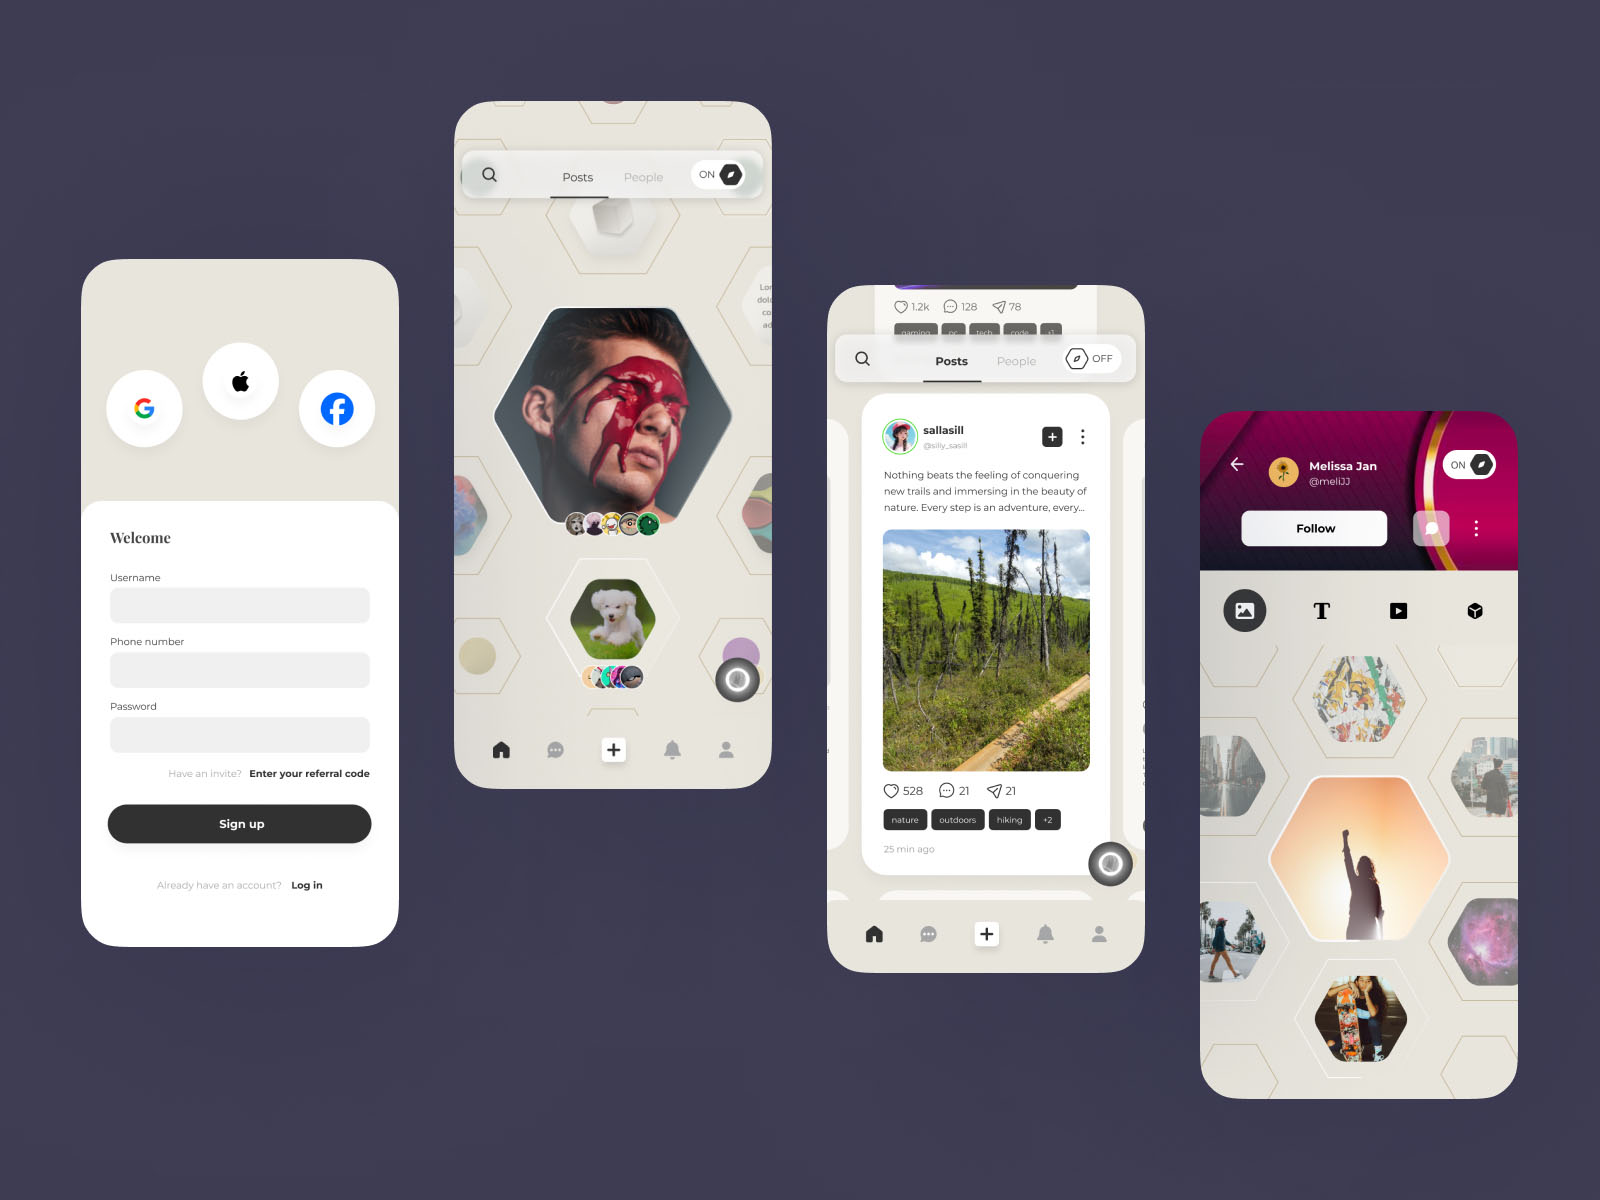 Welcome
Username
Phone number
Password
Have an invite? Enter your referral code
Sign up
Already have an account? Log in
Posts People ON
Lor
dolo
co
ad
1.2k 128 78
gaming pc tech code +1
Posts People OFF
sallasill
@silly_sasill
Nothing beats the feeling of conquering
new trails and immersing in the beauty of
nature. Every step is an adventure, every...
528 21 21
nature outdoors hiking +2
25 min ago
Melissa Jan
@meliJJ
ON
Follow
T